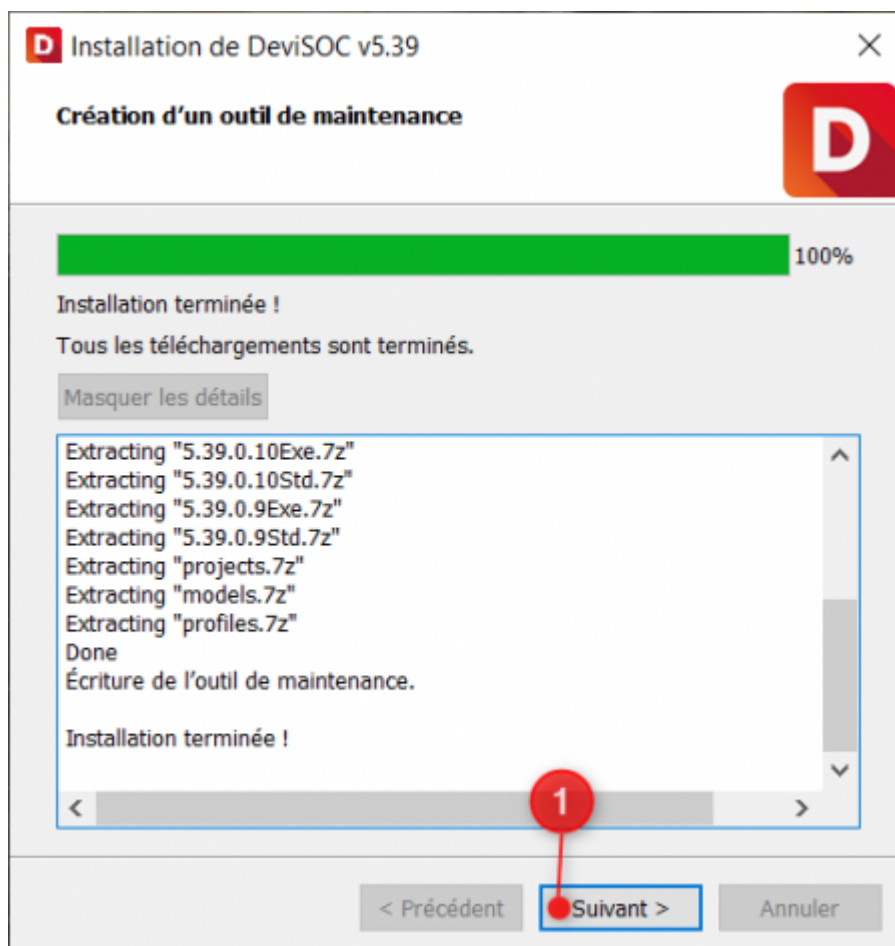 D Installation de DeviSOC v5.39
Création d'un outil de maintenance
D
100%
Installation terminée !
Tous les téléchargements sont terminés.
Masquer les détails
Extracting "5.39.0.10Exe.7z"
Extracting "5.39.0.10Std.7z"
Extracting "5.39.0.9Exe.7z"
Extracting "5.39.0.9Std.7z"
Extracting "projects.7z"
Extracting "models.7z"
Extracting "profiles.7z"
Done
Écriture de l'outil de maintenance.
Installation terminée !
1
< Précédent Suivant > Annuler